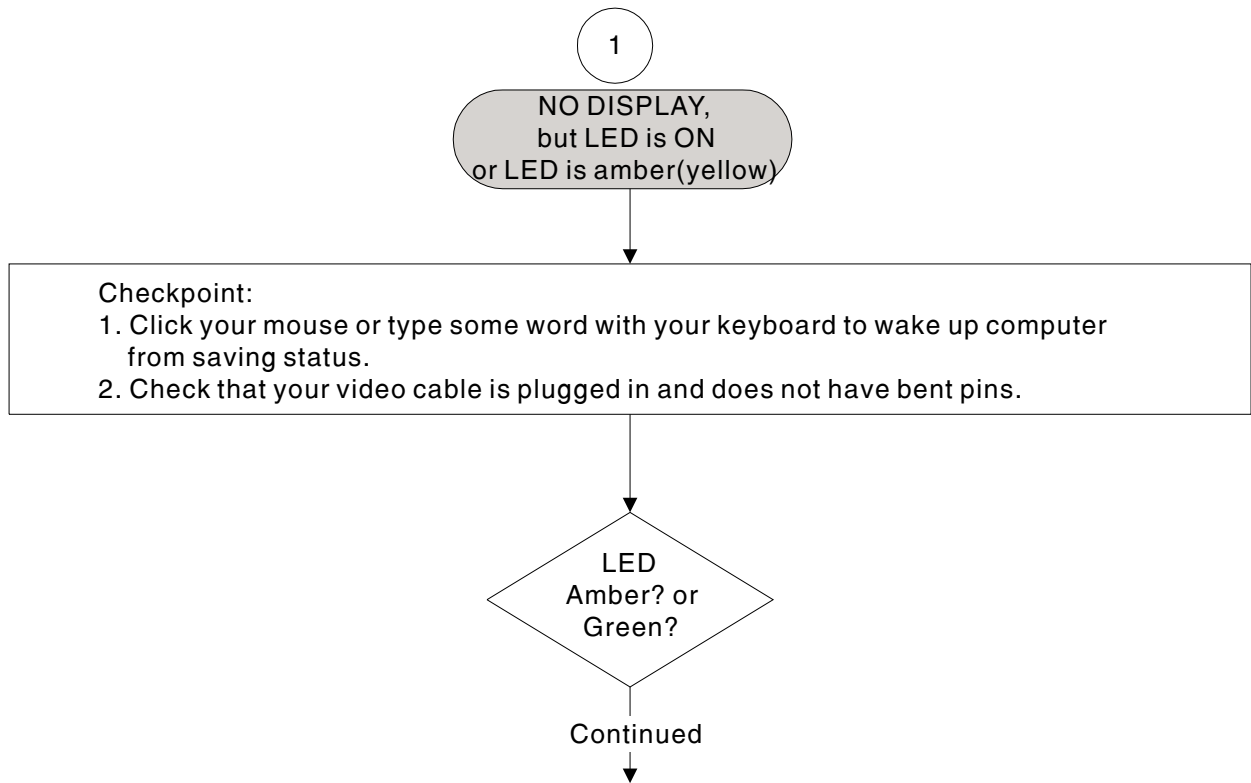 1
NO DISPLAY,
but LED is ON
or LED is amber(yellow)
Checkpoint:
1. Click your mouse or type some word with your keyboard to wake up computer
from saving status.
2. Check that your video cable is plugged in and does not have bent pins.
LED
Amber? or
Green?
Continued